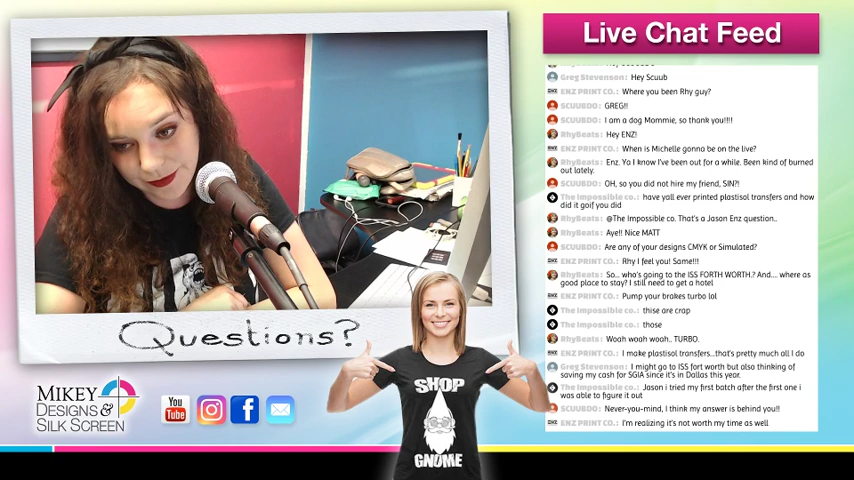 Live Chat Feed
Greg Stevenson: Hey Scuub
ENZ PRINT CO.: Where you been Rhy guy?
SCUUBDO: GREG!!
SCUUBDO: I am a dog Mommie, so thank you!!!!
RhyBeats: Hey ENZ!
ENZ PRINT CO.: When is Michelle gonna be on the live?
RhyBeats: Enz. Yo I know I've been out for a while. Been kind of burned
out lately.
SCUUBDO: OH, so you did not hire my friend, SIN?!
The Impossible co.: have yall ever printed plastisol transfers and how
did it goif you did
RhyBeats: @The Impossible co. That's a Jason Enz question..
RhyBeats: Aye!! Nice MATT
SCUUBDO: Are any of your designs CMYK or Simulated?
ENZ PRINT CO.: Rhy I feel you! Same!!!
RhyBeats: So... who's going to the ISS FORTH WORTH.? And.... where as
good place to stay? I still need to get a hotel
ENZ PRINT CO.: Pump your brakes turbo lol
The Impossible co.: thise are crap
The Impossible co.: those
RhyBeats: Woah woah woah.. TURBO.
ENZ PRINT CO.: I make plastisol transfers...that's pretty much all I do
Greg Stevenson: I might go to ISS fort worth but also thinking of
saving my cash for SGIA since it's in Dallas this year.
The Impossible co.: Jason i tried my first batch after the first one i
was able to figure it out
SCUUBDO: Never-you-mind, I think my answer is behind you!!
ENZ PRINT CO.: I'm realizing it's not worth my time as well
Questions?
MIKEY
DESIGNS &
SILK SCREEN
You
Tube
SHOP
GNOME